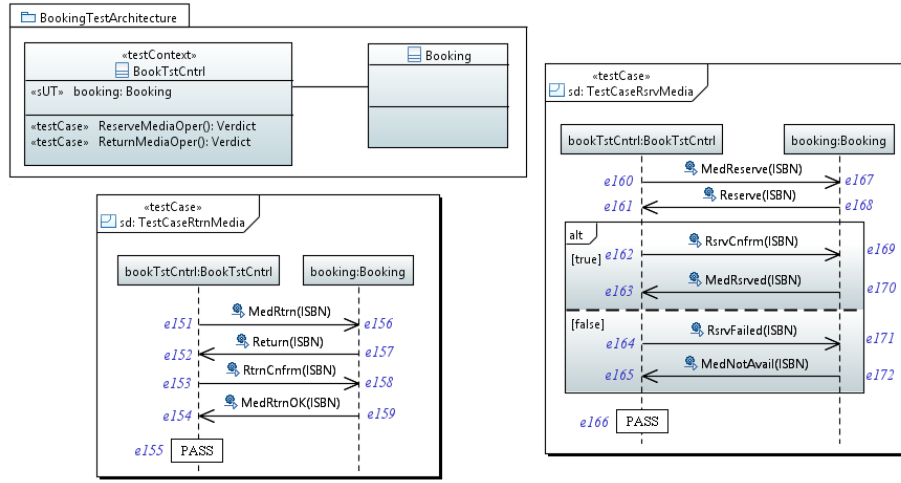 BookingTestArchitecture
«testContext»
BookTstCntrl
«sUT» booking: Booking
«testCase» ReserveMediaOper(): Verdict
«testCase» ReturnMediaOper(): Verdict
Booking
«testCase»
sd: TestCaseRtrnMedia
bookTstCntrl:BookTstCntrl
booking:Booking
e151
MedRtrn(ISBN)
e156
e152
Return(ISBN)
e157
e153
RtrnCnfrm(ISBN)
e158
e154
MedRtrnOK(ISBN)
e159
e155
PASS
«testCase»
sd: TestCaseRsrvMedia
bookTstCntrl:BookTstCntrl
booking:Booking
e160
MedReserve(ISBN)
e167
e161
Reserve(ISBN)
e168
alt
[true]
e162
RsrvCnfrm(ISBN)
e169
e163
MedRsrved(ISBN)
e170
[false]
e164
RsrvFailed(ISBN)
e171
e165
MedNotAvail(ISBN)
e172
e166
PASS